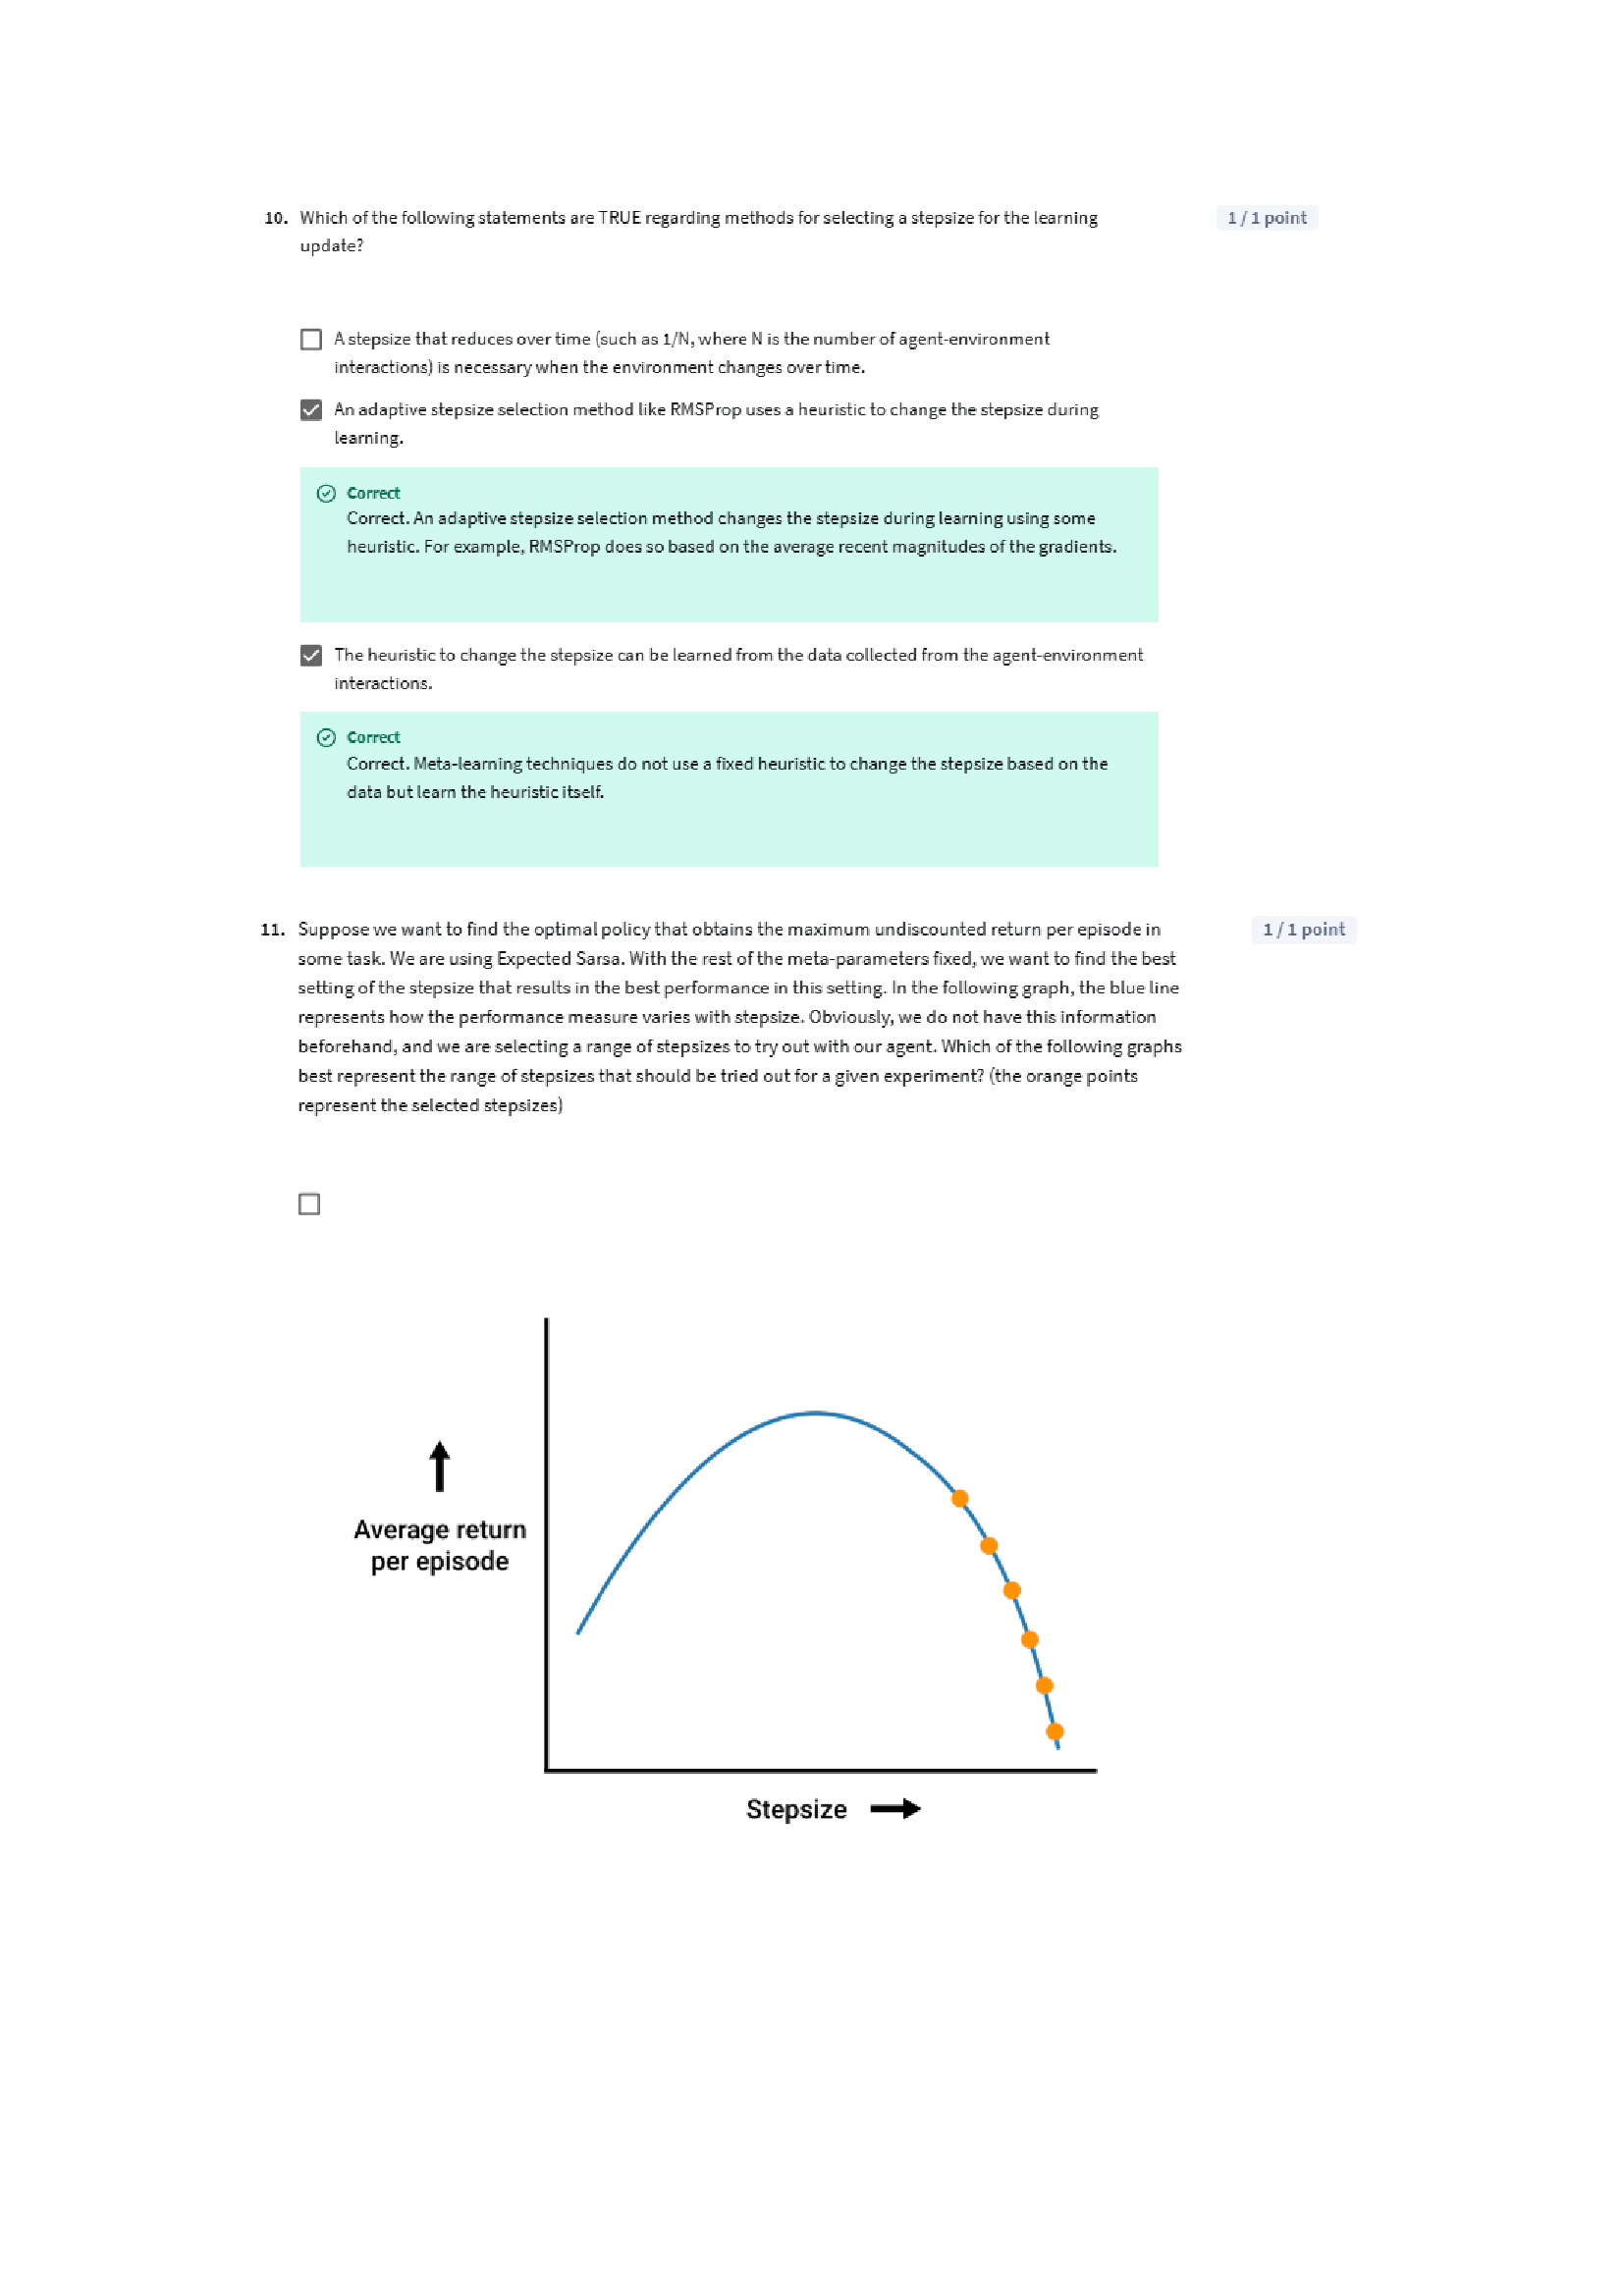 10. Which of the following statements are TRUE regarding methods for selecting a stepsize for the learning
1 / 1 point
update?
A stepsize that reduces over time (such as 1/N, where N is the number of agent-environment
interactions) is necessary when the environment changes over time.
An adaptive stepsize selection method like RMSProp uses a heuristic to change the stepsize during
learning.
Correct
Correct. An adaptive stepsize selection method changes the stepsize during learning using some
heuristic. For example, RMSProp does so based on the average recent magnitudes of the gradients.
The heuristic to change the stepsize can be learned from the data collected from the agent-environment
interactions.
Correct
Correct. Meta-learning techniques do not use a fixed heuristic to change the stepsize based on the
data but learn the heuristic itself.
11. Suppose we want to find the optimal policy that obtains the maximum undiscounted return per episode in
1 / 1 point
some task. We are using Expected Sarsa. With the rest of the meta-parameters fixed, we want to find the best
setting of the stepsize that results in the best performance in this setting. In the following graph, the blue line
represents how the performance measure varies with stepsize. Obviously, we do not have this information
beforehand, and we are selecting a range of stepsizes to try out with our agent. Which of the following graphs
best represent the range of stepsizes that should be tried out for a given experiment? (the orange points
represent the selected stepsizes)
Average return
per episode
Stepsize